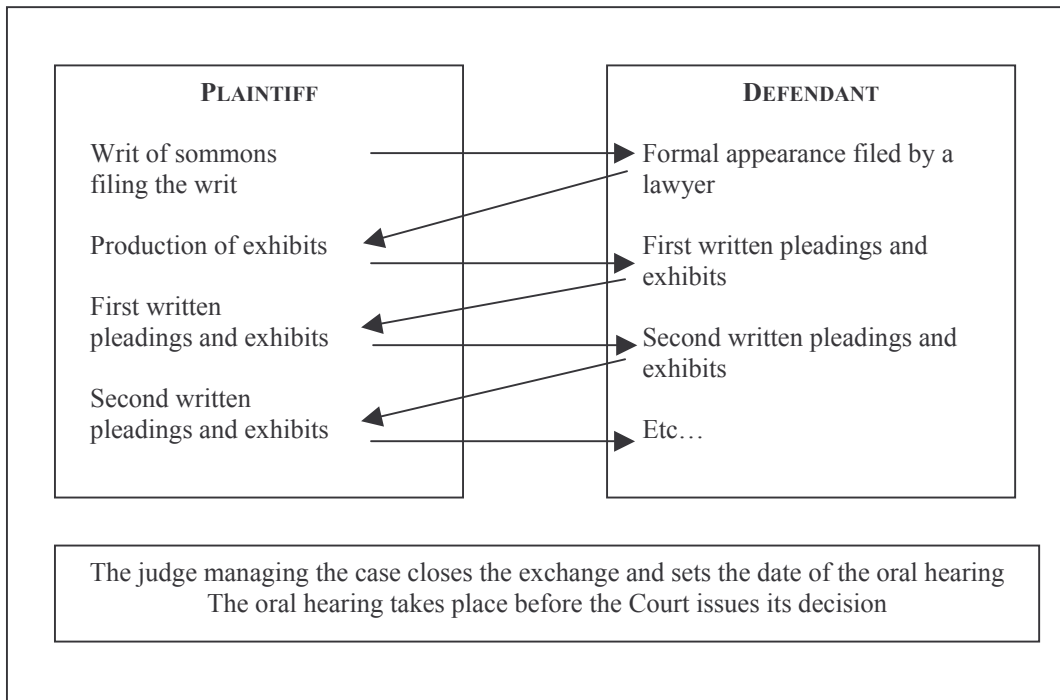 PLAINTIFF
Writ of sommons
filing the writ
Production of exhibits
First written
pleadings and exhibits
Second written
pleadings and exhibits
DEFENDANT
Formal appearance filed by a
lawyer
First written pleadings and
exhibits
Second written pleadings and
exhibits
Etc…
The judge managing the case closes the exchange and sets the date of the oral hearing
The oral hearing takes place before the Court issues its decision